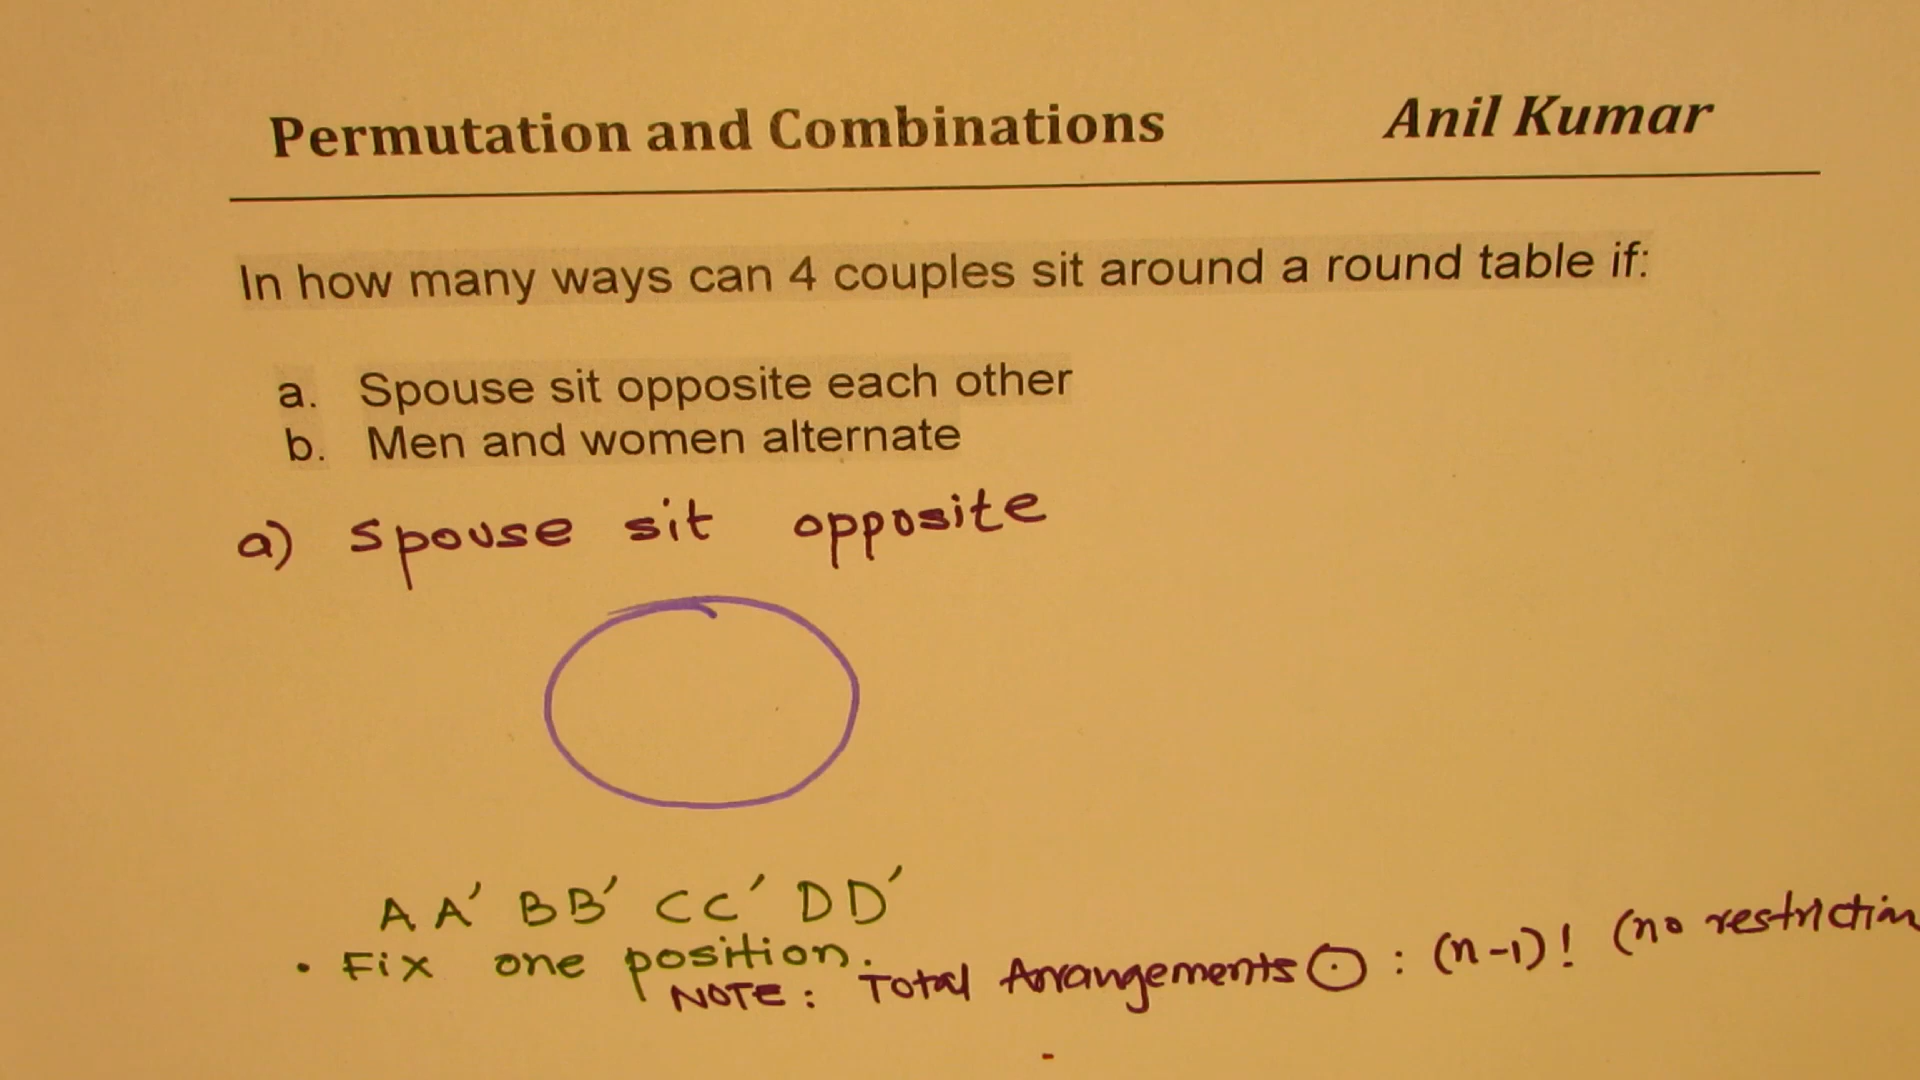 Permutation and Combinations Anil Kumar
In how many ways can 4 couples sit around a round table if:
a. Spouse sit opposite each other
b. Men and women alternate
a) Spouse sit opposite
A A′ B B′ C C′ D D′
• Fix one position.
NOTE: Total Arrangements ⊙ : (n-1)! (no restriction